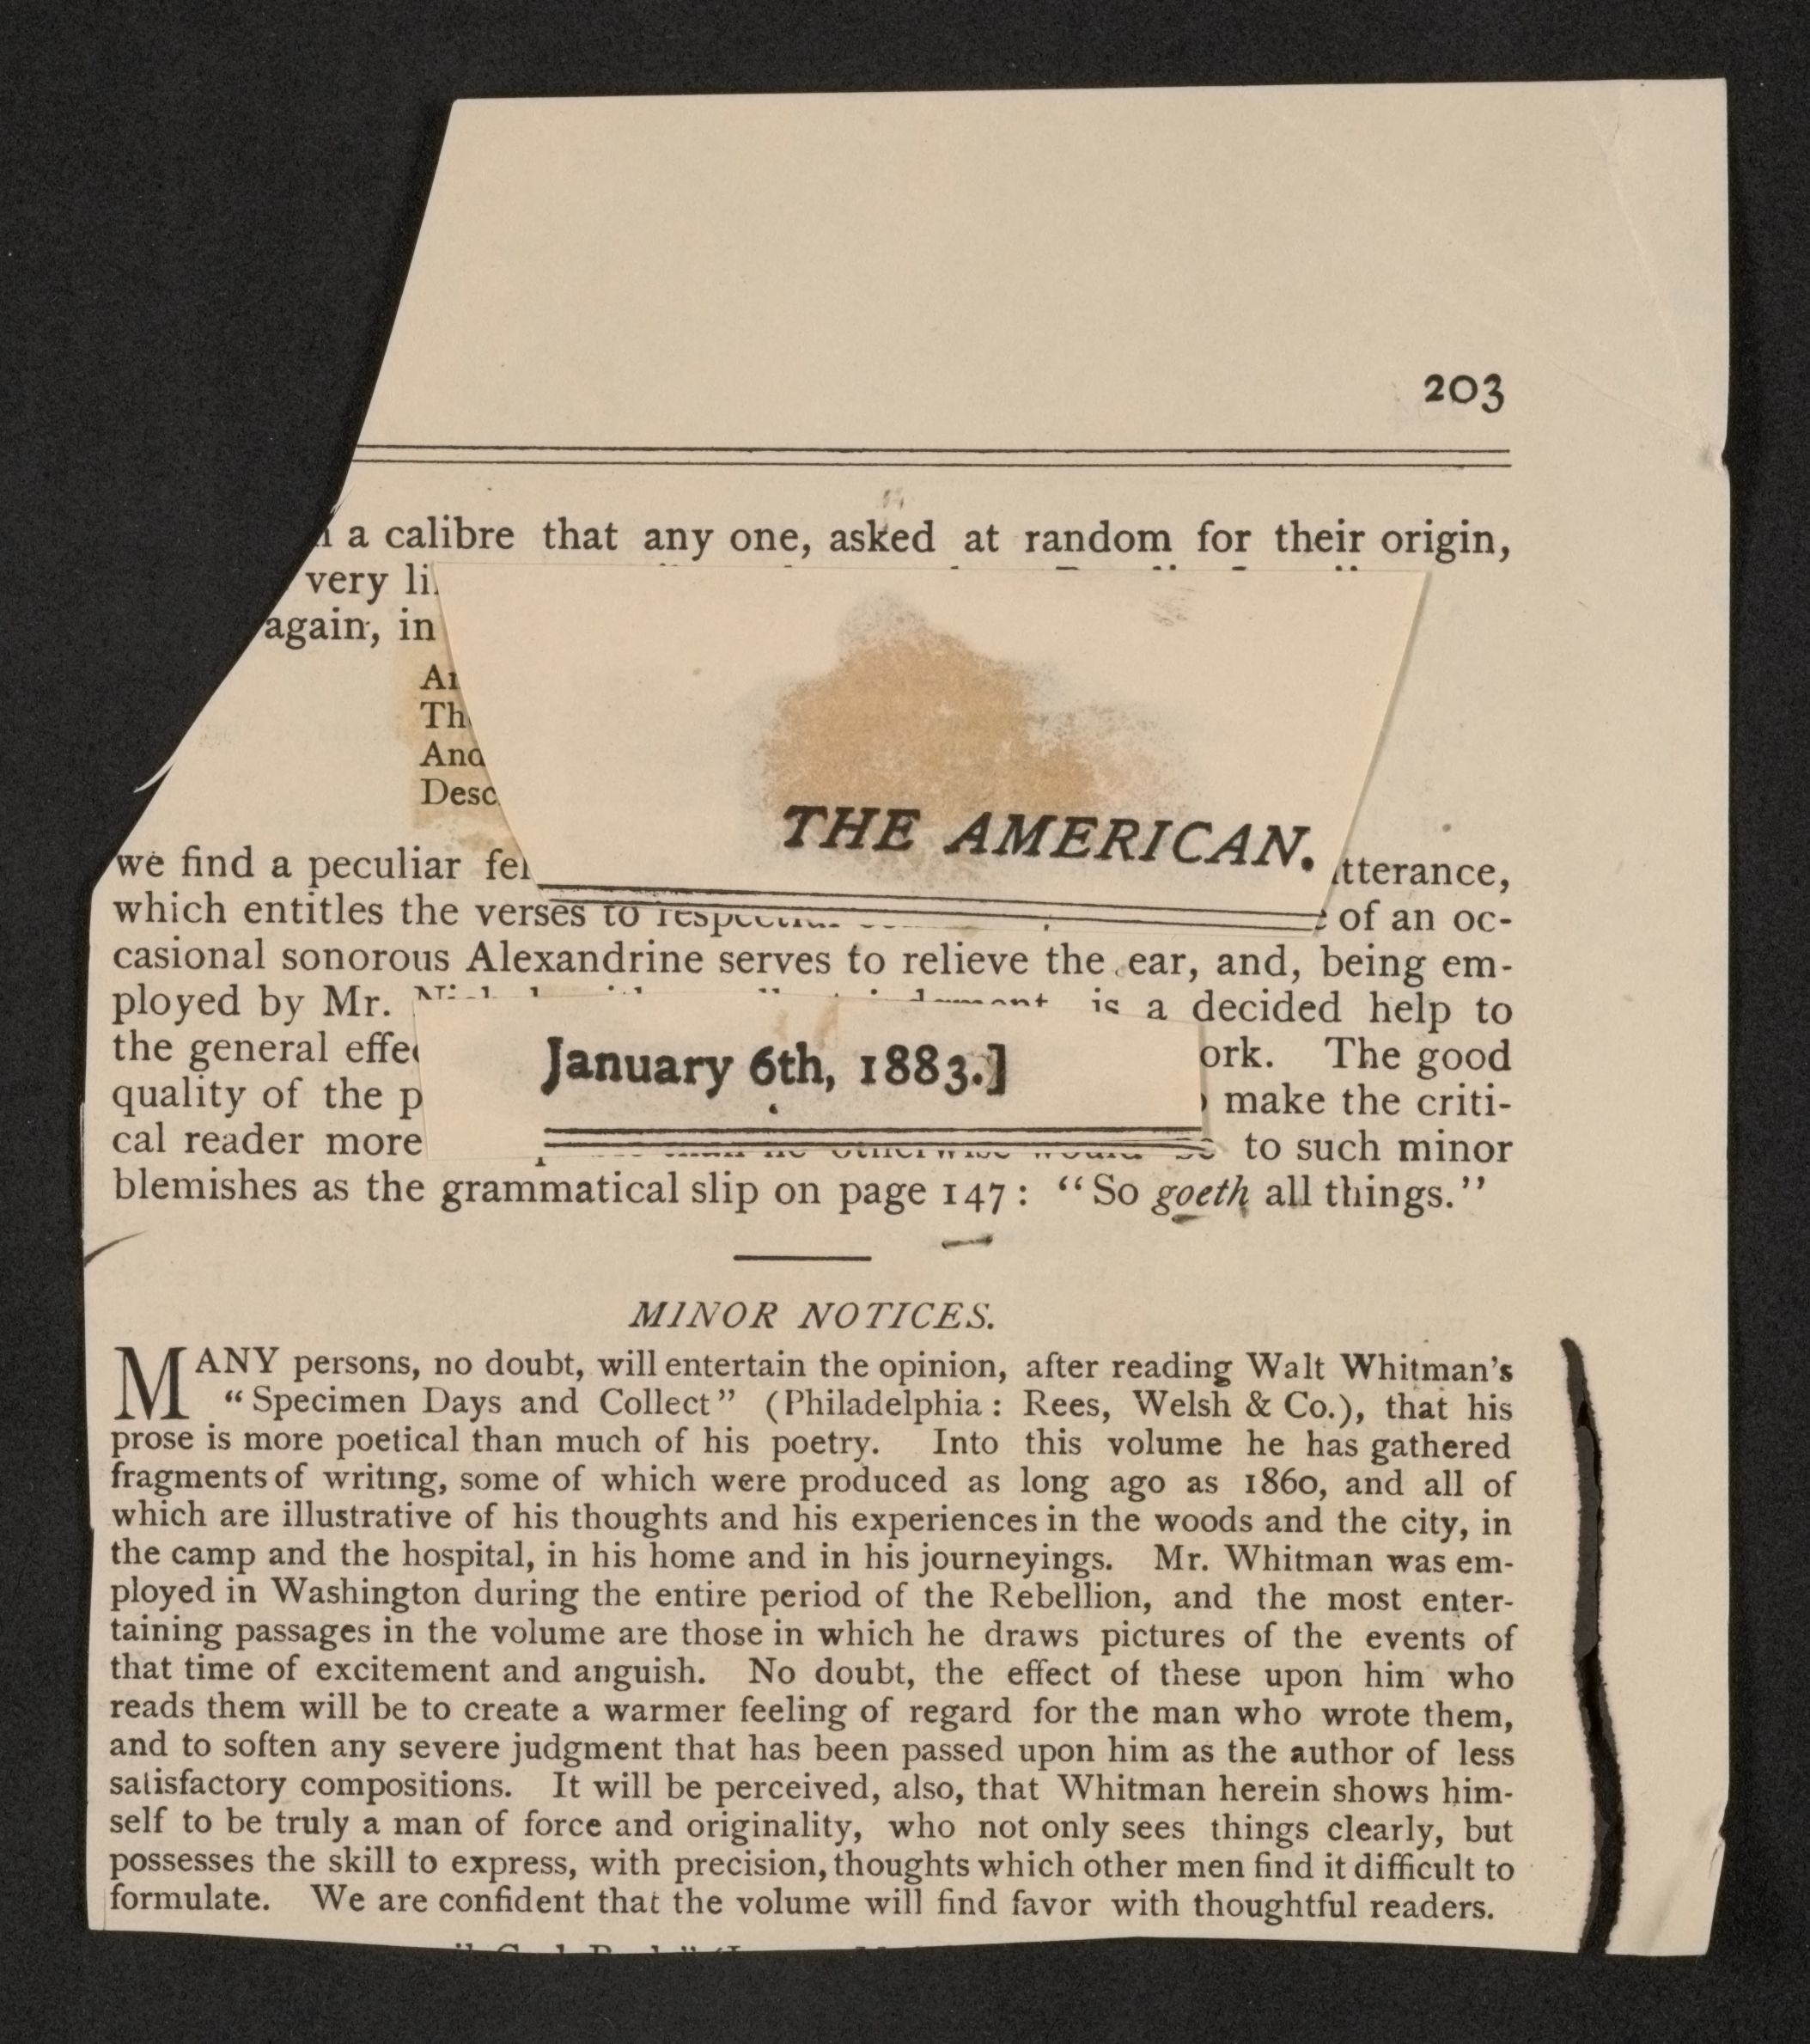 203
a calibre that any one, asked at random for their origin,
very
again, in
THE AMERICAN.
we find a peculiar
which entitles the verses to of an oc-
casional sonorous Alexandrine serves to relieve the ear, and, being em-
ployed by Mr. is a decided help to
the general The good
January 6th, 1883.]
quality of the make the criti-
cal reader more to such minor
blemishes as the grammatical slip on page 147: “So goeth all things.”
MINOR NOTICES.
MANY persons, no doubt, will entertain the opinion, after reading Walt Whitman's
“Specimen Days and Collect” (Philadelphia: Rees, Welsh & Co.), that his
prose is more poetical than much of his poetry. Into this volume he has gathered
fragments of writing, some of which were produced as long ago as 1860, and all of
which are illustrative of his thoughts and his experiences in the woods and the city, in
the camp and the hospital, in his home and in his journeyings. Mr. Whitman was em-
ployed in Washington during the entire period of the Rebellion, and the most enter-
taining passages in the volume are those in which he draws pictures of the events of
that time of excitement and anguish. No doubt, the effect of these upon him who
reads them will be to create a warmer feeling of regard for the man who wrote them,
and to soften any severe judgment that has been passed upon him as the author of less
satisfactory compositions. It will be perceived, also, that Whitman herein shows him-
self to be truly a man of force and originality, who not only sees things clearly, but
possesses the skill to express, with precision, thoughts which other men find it difficult to
formulate. We are confident that the volume will find favor with thoughtful readers.